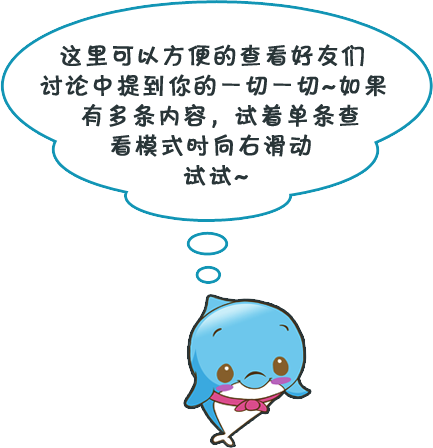 这里可以方便的查看好友们
讨论中提到你的一切一切~如果
有多条内容，试着单条查
看模式时向右滑动
试试~